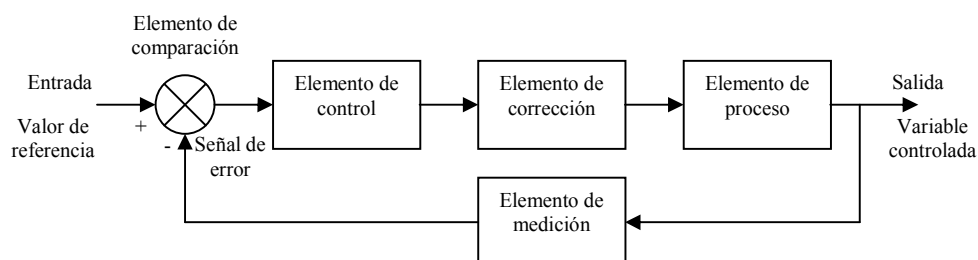 Elemento de
comparación
Entrada
Valor de
referencia
+
-
Señal de
error
Elemento de
control
Elemento de
corrección
Elemento de
proceso
Salida
Variable
controlada
Elemento de
medición